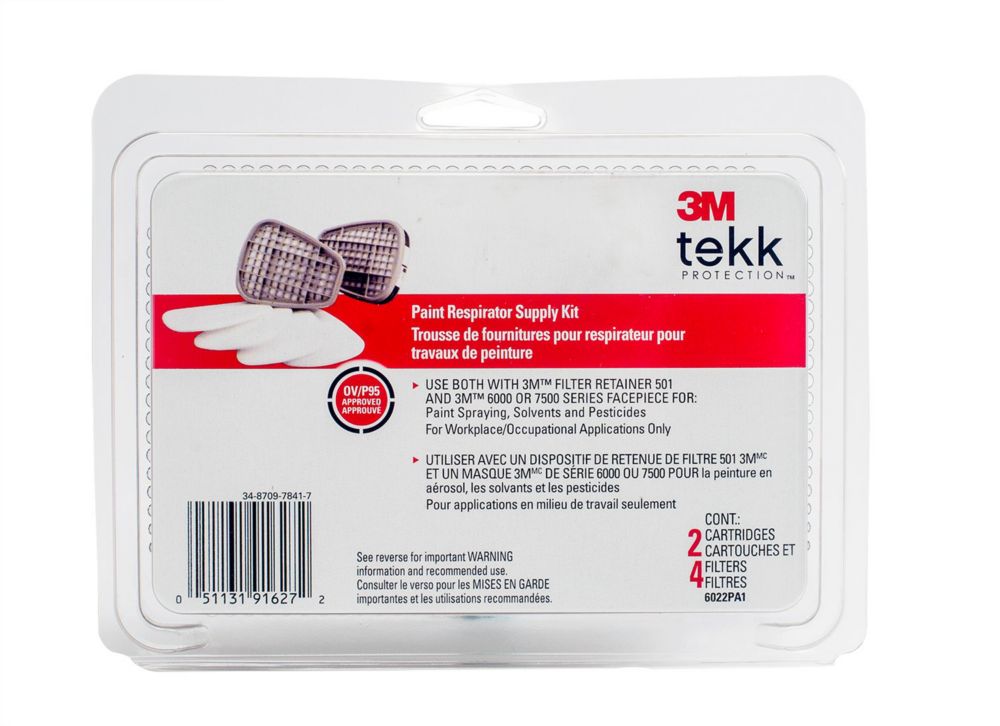 3M
tekk
PROTECTION™
Paint Respirator Supply Kit
Trousse de fournitures pour respirateur pour
travaux de peinture
OV/P95
APPROVED
APPROUVÉ
▸ USE BOTH WITH 3M™ FILTER RETAINER 501
AND 3M™ 6000 OR 7500 SERIES FACEPIECE FOR:
Paint Spraying, Solvents and Pesticides
For Workplace/Occupational Applications Only
▸ UTILISER AVEC UN DISPOSITIF DE RETENUE DE FILTRE 501 3Mᴹᶜ
ET UN MASQUE 3Mᴹᶜ DE SÉRIE 6000 OU 7500 POUR la peinture en
aérosol, les solvants et les pesticides
Pour applications en milieu de travail seulement
34-8709-7841-7
0 51131 91627 2
See reverse for important WARNING
information and recommended use.
Consulter le verso pour les MISES EN GARDE
importantes et les utilisations recommandées.
CONT.:
2 CARTRIDGES
CARTOUCHES ET
4 FILTERS
FILTRES
6022PA1